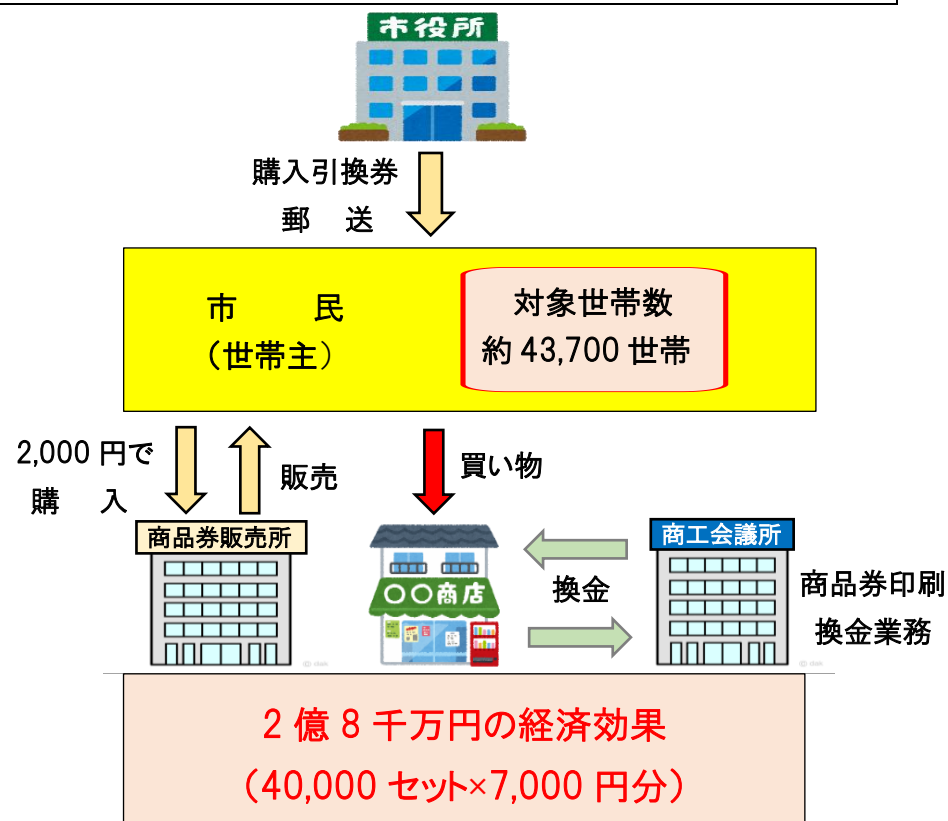 市役所
購入引換券
郵　送
市　　民
（世帯主）
対象世帯数
約 43,700 世帯
2,000 円で
購　入
販売
買い物
商品券販売所
〇〇商店
換金
商工会議所
商品券印刷
換金業務
2 億 8 千万円の経済効果
（40,000 セット×7,000 円分）